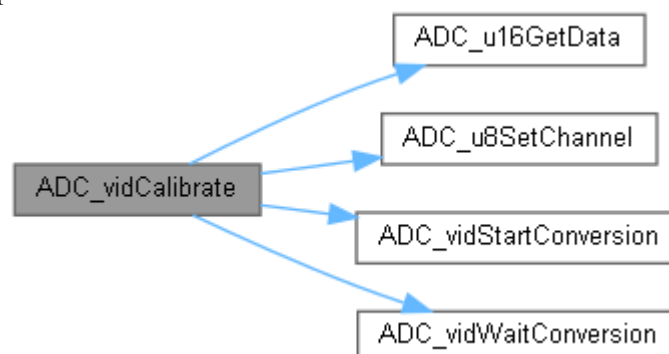 ADC_u16GetData
ADC_u8SetChannel
ADC_vidCalibrate
ADC_vidStartConversion
ADC_vidWaitConversion